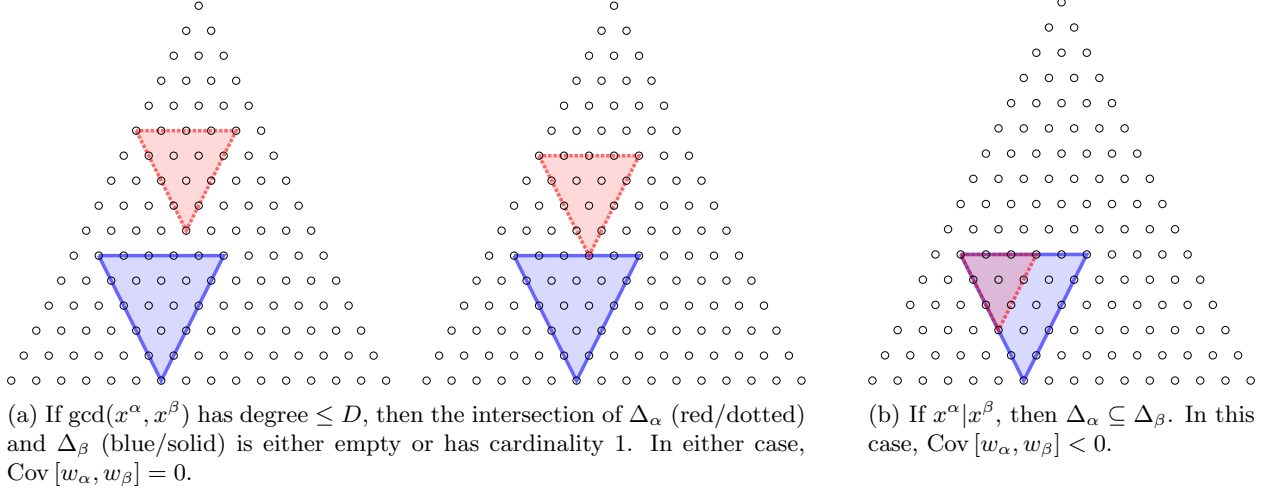 (a) If gcd(x^α, x^β) has degree ≤ D, then the intersection of Δ_α (red/dotted)
and Δ_β (blue/solid) is either empty or has cardinality 1. In either case,
Cov [w_α, w_β] = 0.
(b) If x^α|x^β, then Δ_α ⊆ Δ_β. In this
case, Cov [w_α, w_β] < 0.